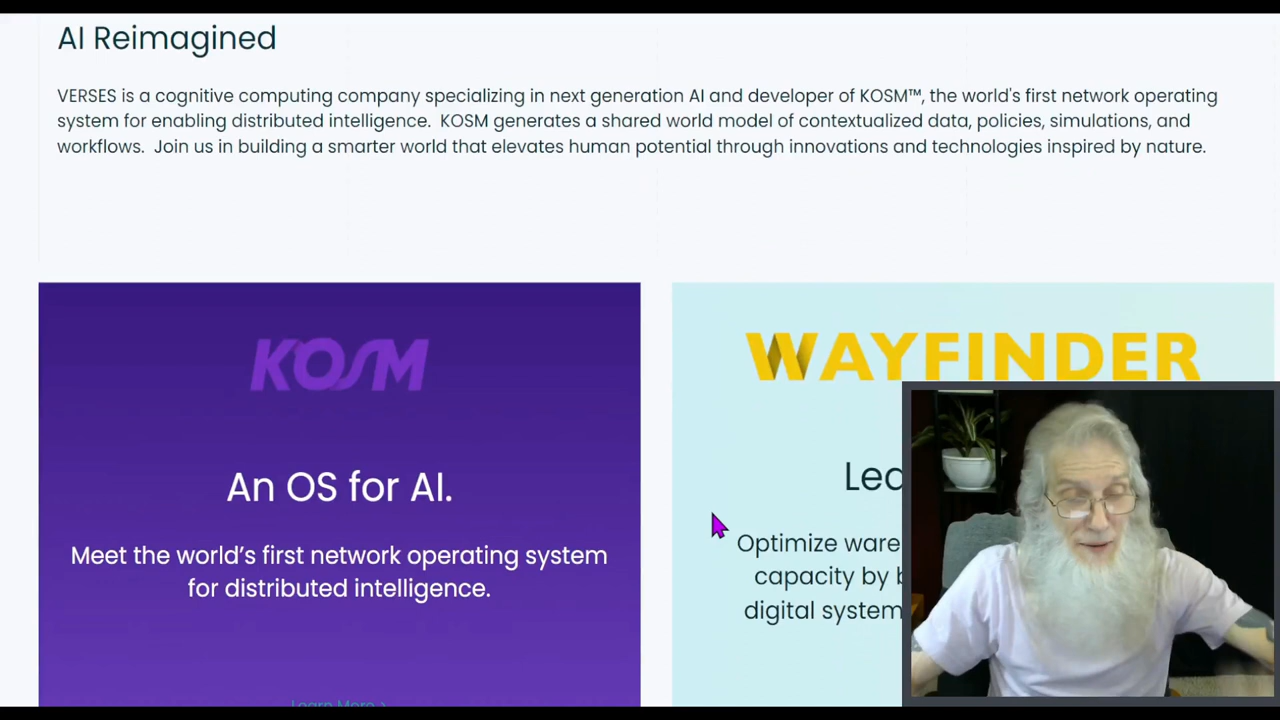 AI Reimagined
VERSES is a cognitive computing company specializing in next generation AI and developer of KOSM™, the world's first network operating
system for enabling distributed intelligence.  KOSM generates a shared world model of contextualized data, policies, simulations, and
workflows.  Join us in building a smarter world that elevates human potential through innovations and technologies inspired by nature.
KOSM
An OS for AI.
Meet the world’s first network operating system
for distributed intelligence.
Learn More >
WAYFINDER
Optimize
capacity by
digital system